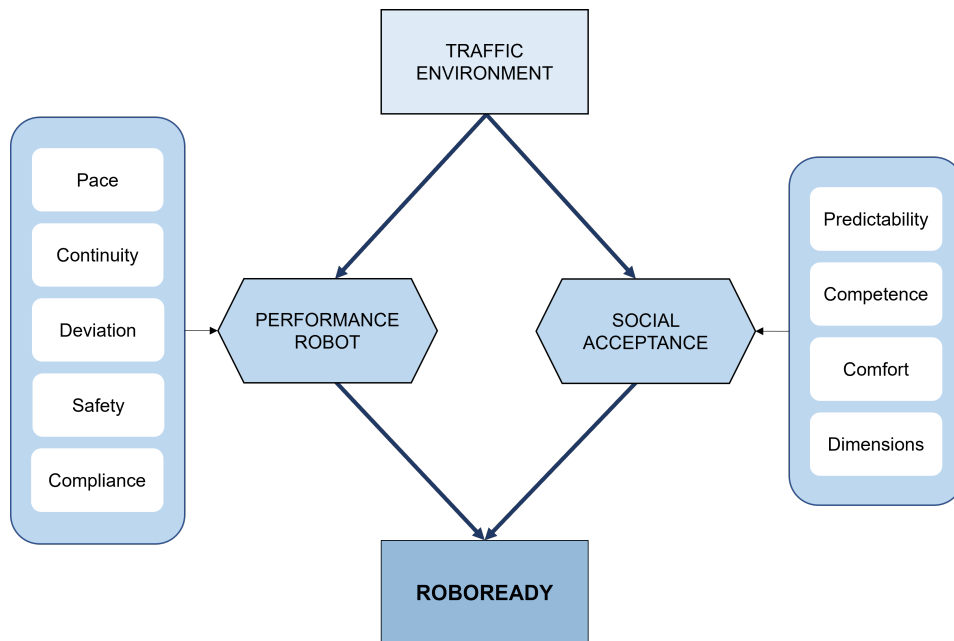 TRAFFIC
ENVIRONMENT
Pace
Continuity
Deviation
Safety
Compliance
PERFORMANCE
ROBOT
SOCIAL
ACCEPTANCE
Predictability
Competence
Comfort
Dimensions
ROBOREADY